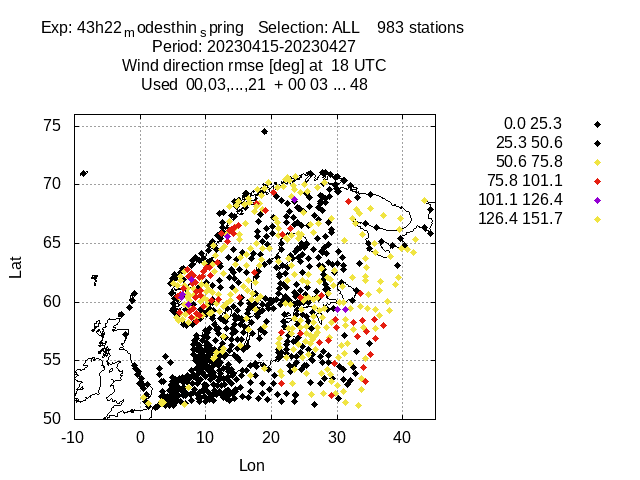 Exp: 43h22modesthinspring Selection: ALL 983 stations
Period: 20230415-20230427
Wind direction rmse [deg] at 18 UTC
Used 00,03,...,21 + 00 03 ... 48
0.0 25.3
25.3 50.6
50.6 75.8
75.8 101.1
101.1 126.4
126.4 151.7
75
70
65
60
55
50
Lat
-10 0 10 20 30 40
Lon